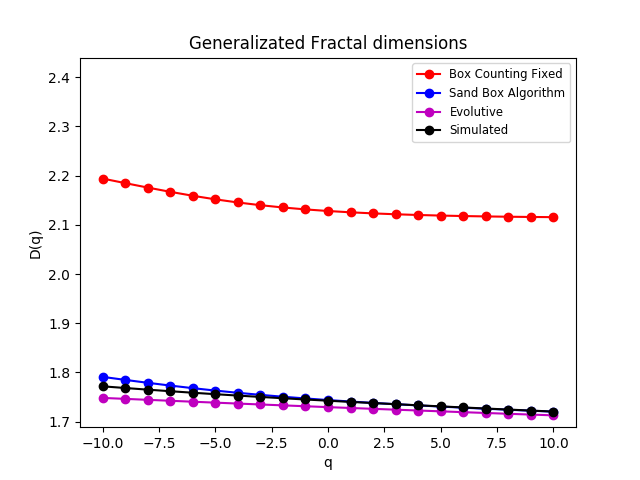 Generalizated Fractal dimensions
Box Counting Fixed
Sand Box Algorithm
Evolutive
Simulated
D(q)
2.4
2.3
2.2
2.1
2.0
1.9
1.8
1.7
−10.0 −7.5 −5.0 −2.5 0.0 2.5 5.0 7.5 10.0
q